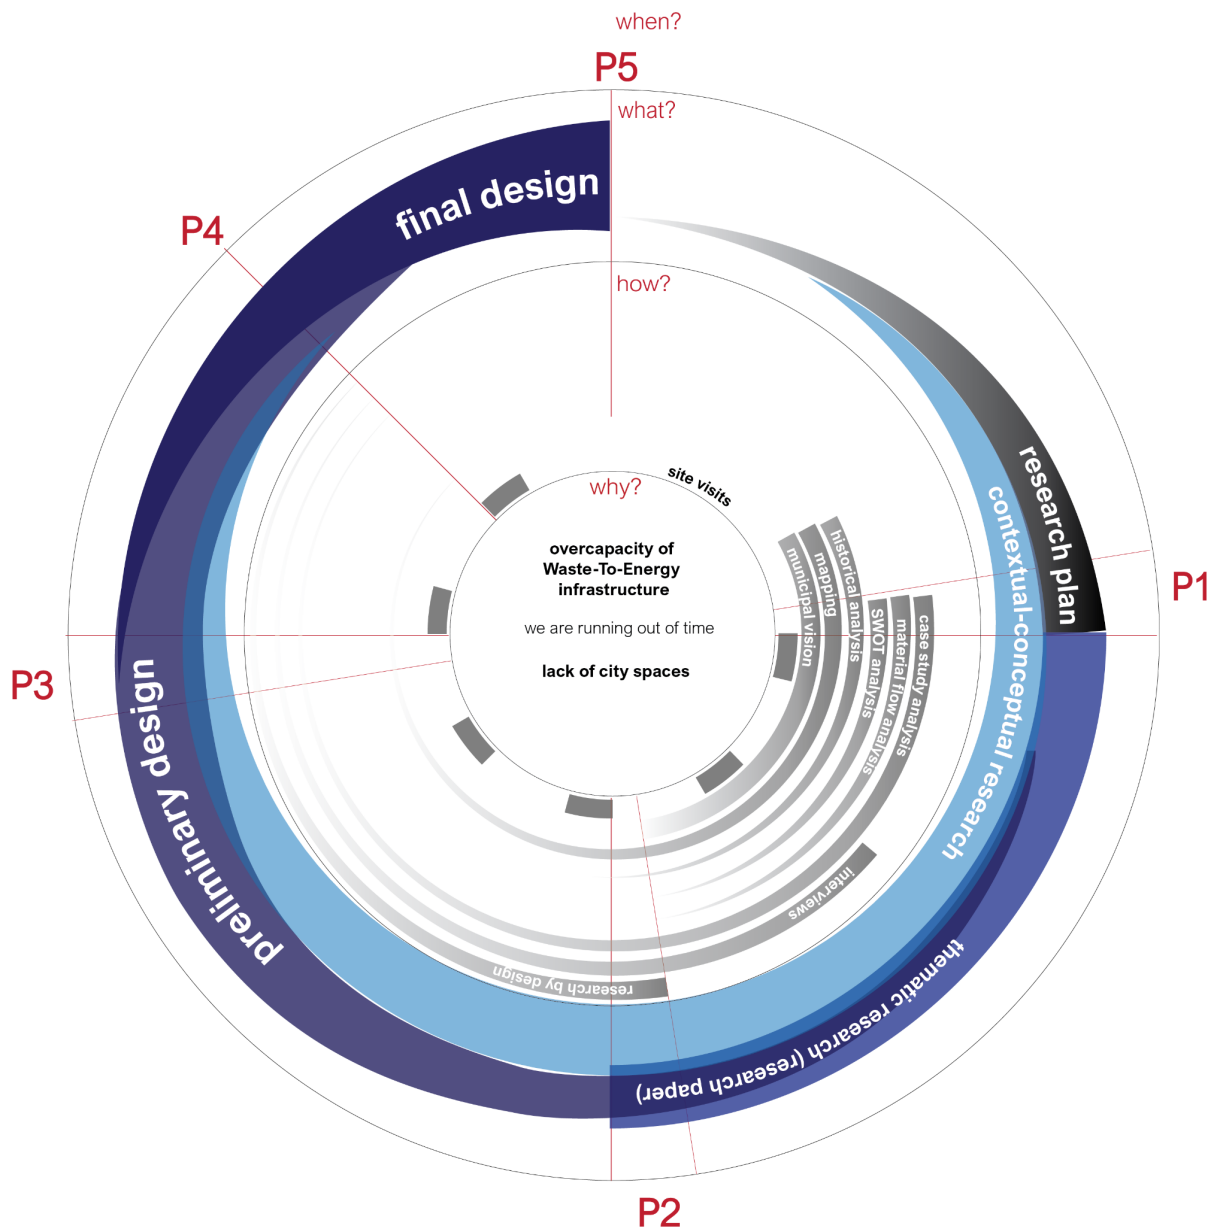 when?
P5
what?
final design
P4
how?
research plan
site visits
why?
contextual-conceptual research
overcapacity of
Waste-To-Energy
infrastructure
historical analysis
mapping
municipal vision
P1
SWOT analysis
material flow analysis
case study analysis
we are running out of time
lack of city spaces
P3
preliminary design
interviews
research by design
thematic research (research paper)
P2